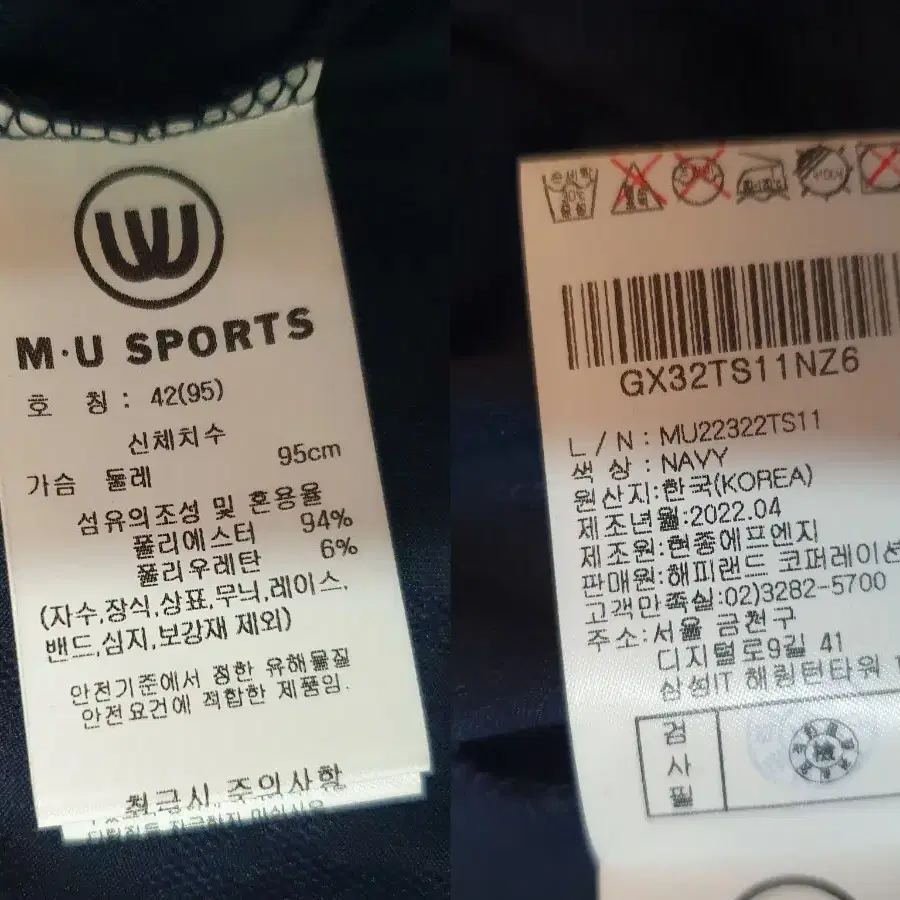 M·U SPORTS
호 칭 : 42(95)
신체치수
가슴 둘레 95cm
섬유의조성 및 혼용율
폴리에스터 94%
폴리우레탄 6%
(자수,장식,상표,무늬,레이스,
밴드,심지,보강재 제외)
안전기준에서 정한 유해물질
안전요건에 적합한 제품임.
취급시 주의사항
손세탁
30℃
중성
GX32TS11NZ6
L / N : MU22322TS11
색 상 : NAVY
원산지:한국(KOREA)
제조년월:2022.04
제조원:현중에프엔지
판매원:해피랜드 코퍼레이션
고객만족실:02)3282-5700
주소:서울 금천구
디지털로9길 41
삼성IT 해링턴타워
검
사
필